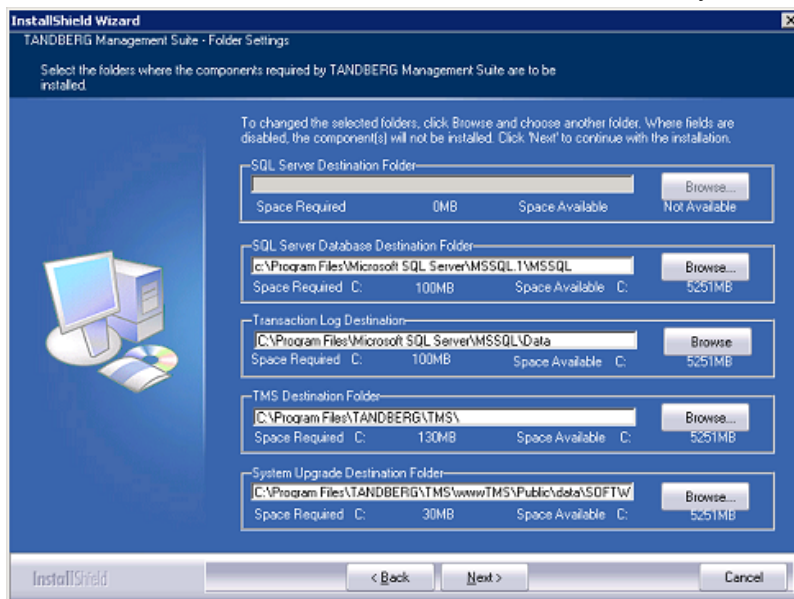 InstallShield Wizard
TANDBERG Management Suite - Folder Settings
Select the folders where the components required by TANDBERG Management Suite are to be
installed.
To changed the selected folders, click Browse and choose another folder. Where fields are
disabled, the component(s) will not be installed. Click 'Next' to continue with the installation.
SQL Server Destination Folder
Browse...
Space Required 0MB Space Available Not Available
SQL Server Database Destination Folder
c:\Program Files\Microsoft SQL Server\MSSQL.1\MSSQL Browse...
Space Required C: 100MB Space Available C: 5251MB
Transaction Log Destination
C:\Program Files\Microsoft SQL Server\MSSQL\Data Browse
Space Required C: 100MB Space Available C: 5251MB
TMS Destination Folder
C:\Program Files\TANDBERG\TMS\ Browse...
Space Required C: 130MB Space Available C: 5251MB
System Upgrade Destination Folder
C:\Program Files\TANDBERG\TMS\wwwTMS\Public\data\SOFTW Browse...
Space Required C: 30MB Space Available C: 5251MB
InstallShield < Back Next > Cancel